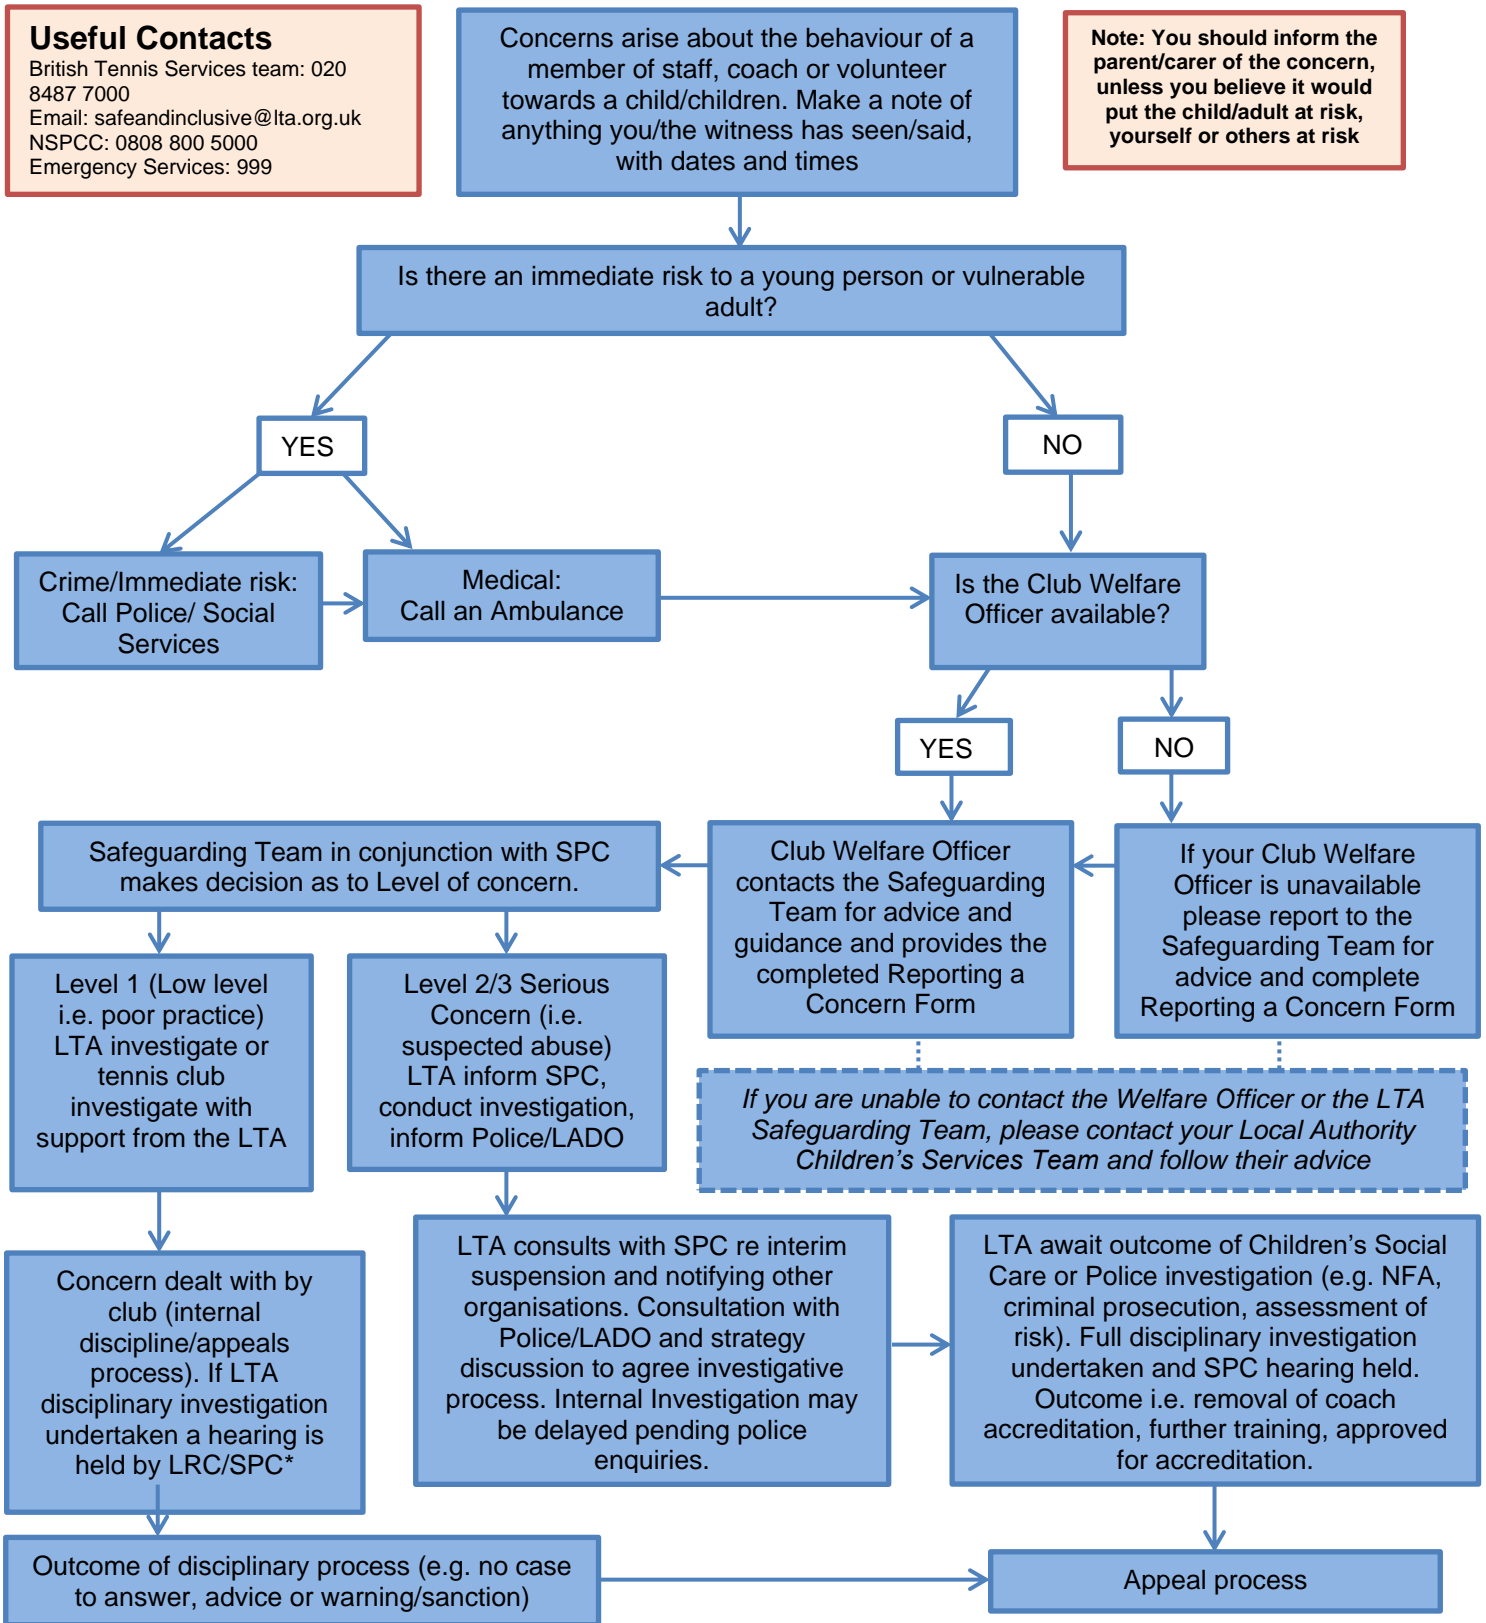 Useful Contacts
British Tennis Services team: 020
8487 7000
Email: safeandinclusive@lta.org.uk
NSPCC: 0808 800 5000
Emergency Services: 999
Concerns arise about the behaviour of a
member of staff, coach or volunteer
towards a child/children. Make a note of
anything you/the witness has seen/said,
with dates and times
Note: You should inform the
parent/carer of the concern,
unless you believe it would
put the child/adult at risk,
yourself or others at risk
Is there an immediate risk to a young person or vulnerable
adult?
YES
NO
Crime/Immediate risk:
Call Police/ Social
Services
Medical:
Call an Ambulance
Is the Club Welfare
Officer available?
YES
NO
Safeguarding Team in conjunction with SPC
makes decision as to Level of concern.
Club Welfare Officer
contacts the Safeguarding
Team for advice and
guidance and provides the
completed Reporting a
Concern Form
If your Club Welfare
Officer is unavailable
please report to the
Safeguarding Team for
advice and complete
Reporting a Concern Form
Level 1 (Low level
i.e. poor practice)
LTA investigate or
tennis club
investigate with
support from the LTA
Level 2/3 Serious
Concern (i.e.
suspected abuse)
LTA inform SPC,
conduct investigation,
inform Police/LADO
If you are unable to contact the Welfare Officer or the LTA
Safeguarding Team, please contact your Local Authority
Children's Services Team and follow their advice
Concern dealt with by
club (internal
discipline/appeals
process). If LTA
disciplinary investigation
undertaken a hearing is
held by LRC/SPC*
LTA consults with SPC re interim
suspension and notifying other
organisations. Consultation with
Police/LADO and strategy
discussion to agree investigative
process. Internal Investigation may
be delayed pending police
enquiries.
LTA await outcome of Children's Social
Care or Police investigation (e.g. NFA,
criminal prosecution, assessment of
risk). Full disciplinary investigation
undertaken and SPC hearing held.
Outcome i.e. removal of coach
accreditation, further training, approved
for accreditation.
Outcome of disciplinary process (e.g. no case
to answer, advice or warning/sanction)
Appeal process